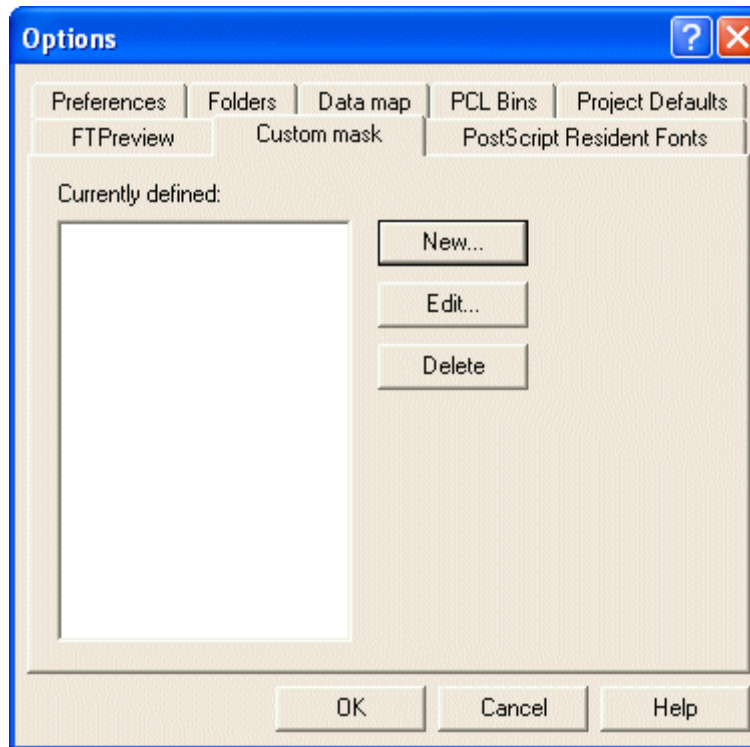 Options
Preferences Folders Data map PCL Bins Project Defaults
FTPreview Custom mask PostScript Resident Fonts
Currently defined:
New...
Edit...
Delete
OK Cancel Help